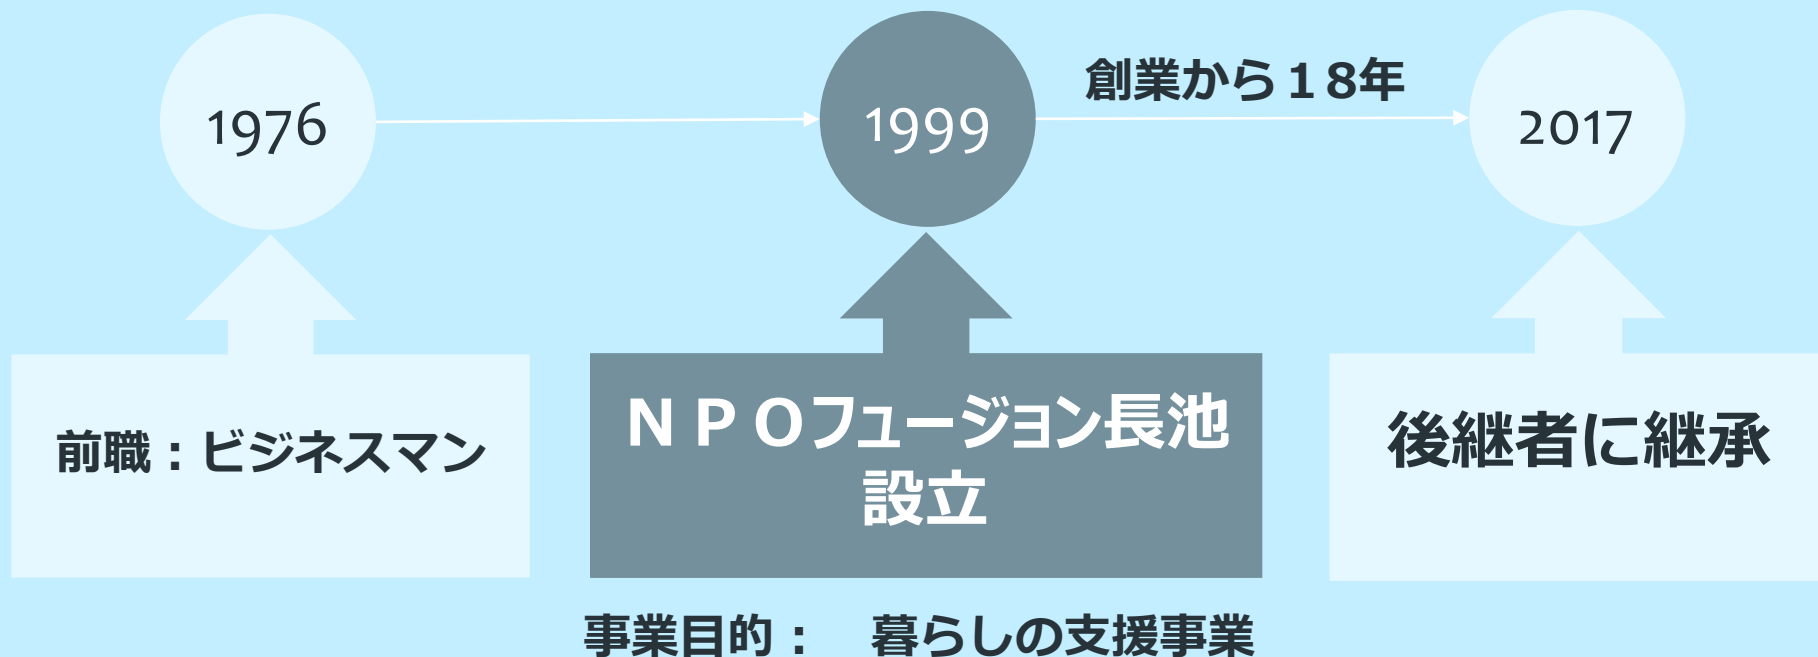 1976
1999
創業から１８年
2017
前職：ビジネスマン
ＮＰＯフュージョン長池
設立
後継者に継承
事業目的：　暮らしの支援事業